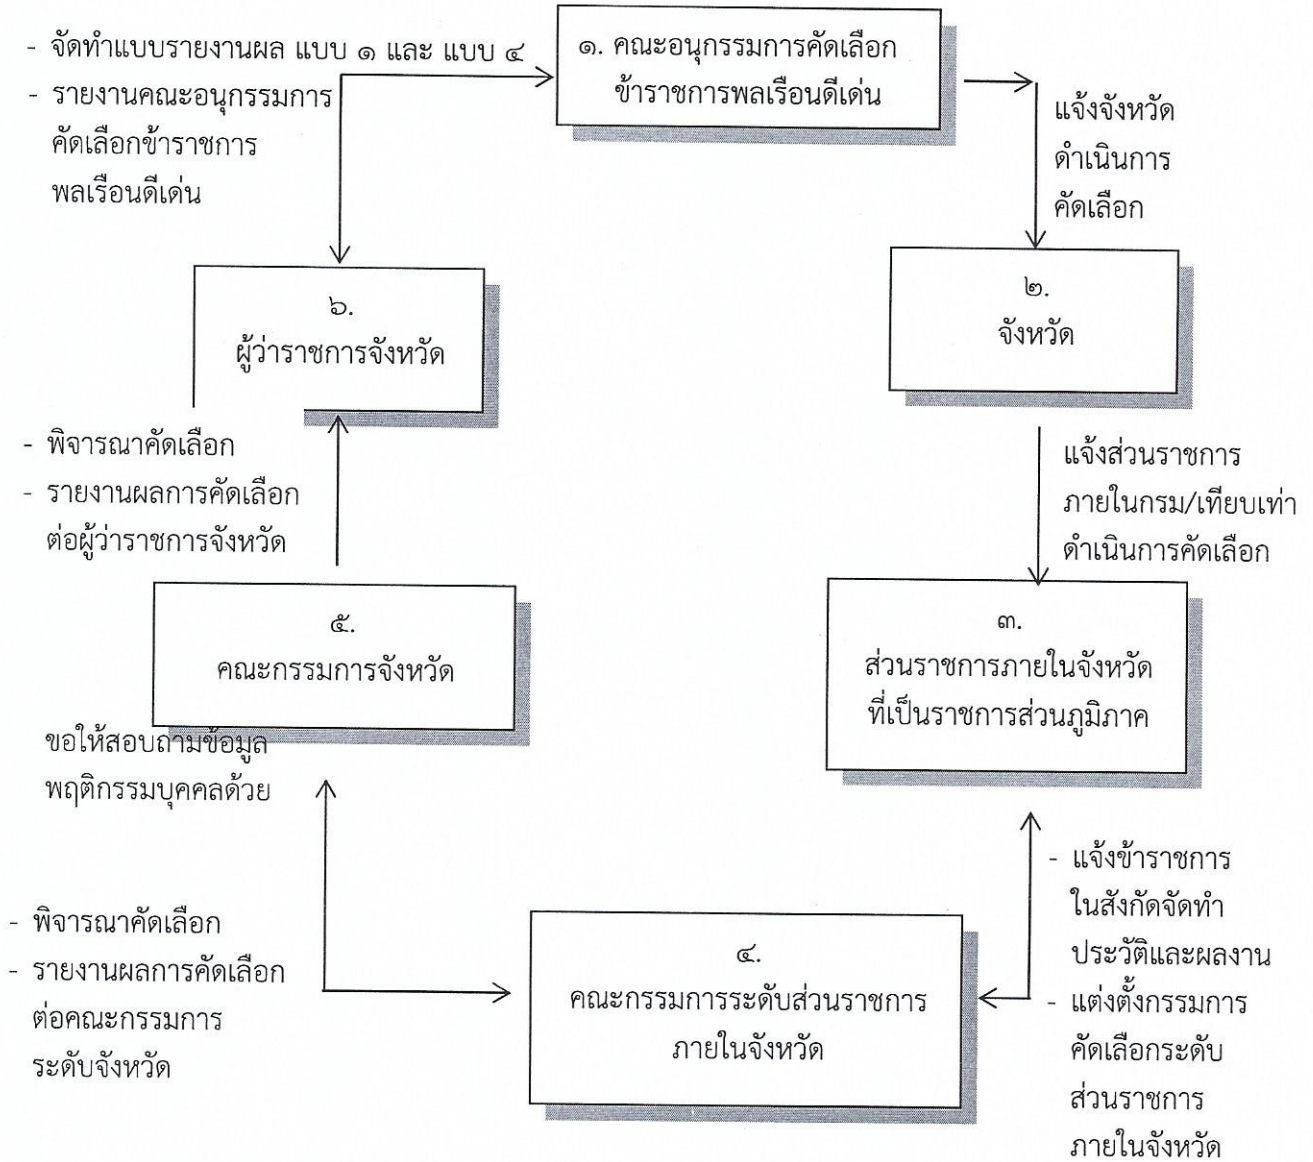 - จัดทำแบบรายงานผล แบบ ๑ และ แบบ ๔
- รายงานคณะอนุกรรมการ
คัดเลือกข้าราชการ
พลเรือนดีเด่น
๑. คณะอนุกรรมการคัดเลือก
ข้าราชการพลเรือนดีเด่น
แจ้งจังหวัด
ดำเนินการ
คัดเลือก
๒.
จังหวัด
แจ้งส่วนราชการ
ภายในกรม/เทียบเท่า
ดำเนินการคัดเลือก
๓.
ส่วนราชการภายในจังหวัด
ที่เป็นราชการส่วนภูมิภาค
- แจ้งข้าราชการ
ในสังกัดจัดทำ
ประวัติและผลงาน
- แต่งตั้งกรรมการ
คัดเลือกระดับ
ส่วนราชการ
ภายในจังหวัด
๔.
คณะกรรมการระดับส่วนราชการ
ภายในจังหวัด
- พิจารณาคัดเลือก
- รายงานผลการคัดเลือก
ต่อคณะกรรมการ
ระดับจังหวัด
๕.
คณะกรรมการจังหวัด
ขอให้สอบถามข้อมูล
พฤติกรรมบุคคลด้วย
- พิจารณาคัดเลือก
- รายงานผลการคัดเลือก
ต่อผู้ว่าราชการจังหวัด
๖.
ผู้ว่าราชการจังหวัด